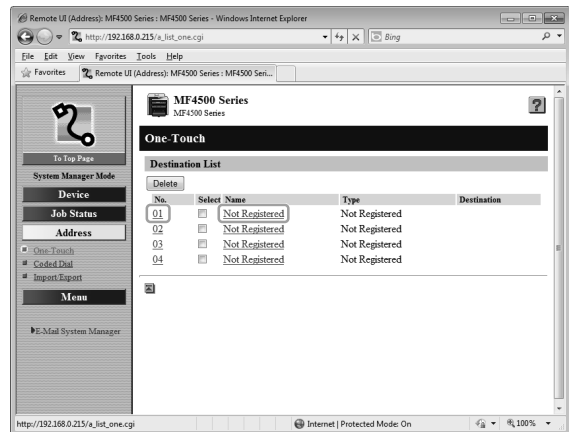 Remote UI (Address): MF4500 Series : MF4500 Series - Windows Internet Explorer
http://192.168.0.215/a_list_one.cgi
Bing
File Edit View Favorites Tools Help
Favorites Remote UI (Address): MF4500 Series : MF4500 Seri...
MF4500 Series
MF4500 Series
?
To Top Page
System Manager Mode
Device
Job Status
Address
One-Touch
Coded Dial
Import/Export
Menu
E-Mail System Manager
One-Touch
Destination List
Delete
No. Select Name Type Destination
01 Not Registered Not Registered
02 Not Registered Not Registered
03 Not Registered Not Registered
04 Not Registered Not Registered
http://192.168.0.215/a_list_one.cgi Internet | Protected Mode: On 100%